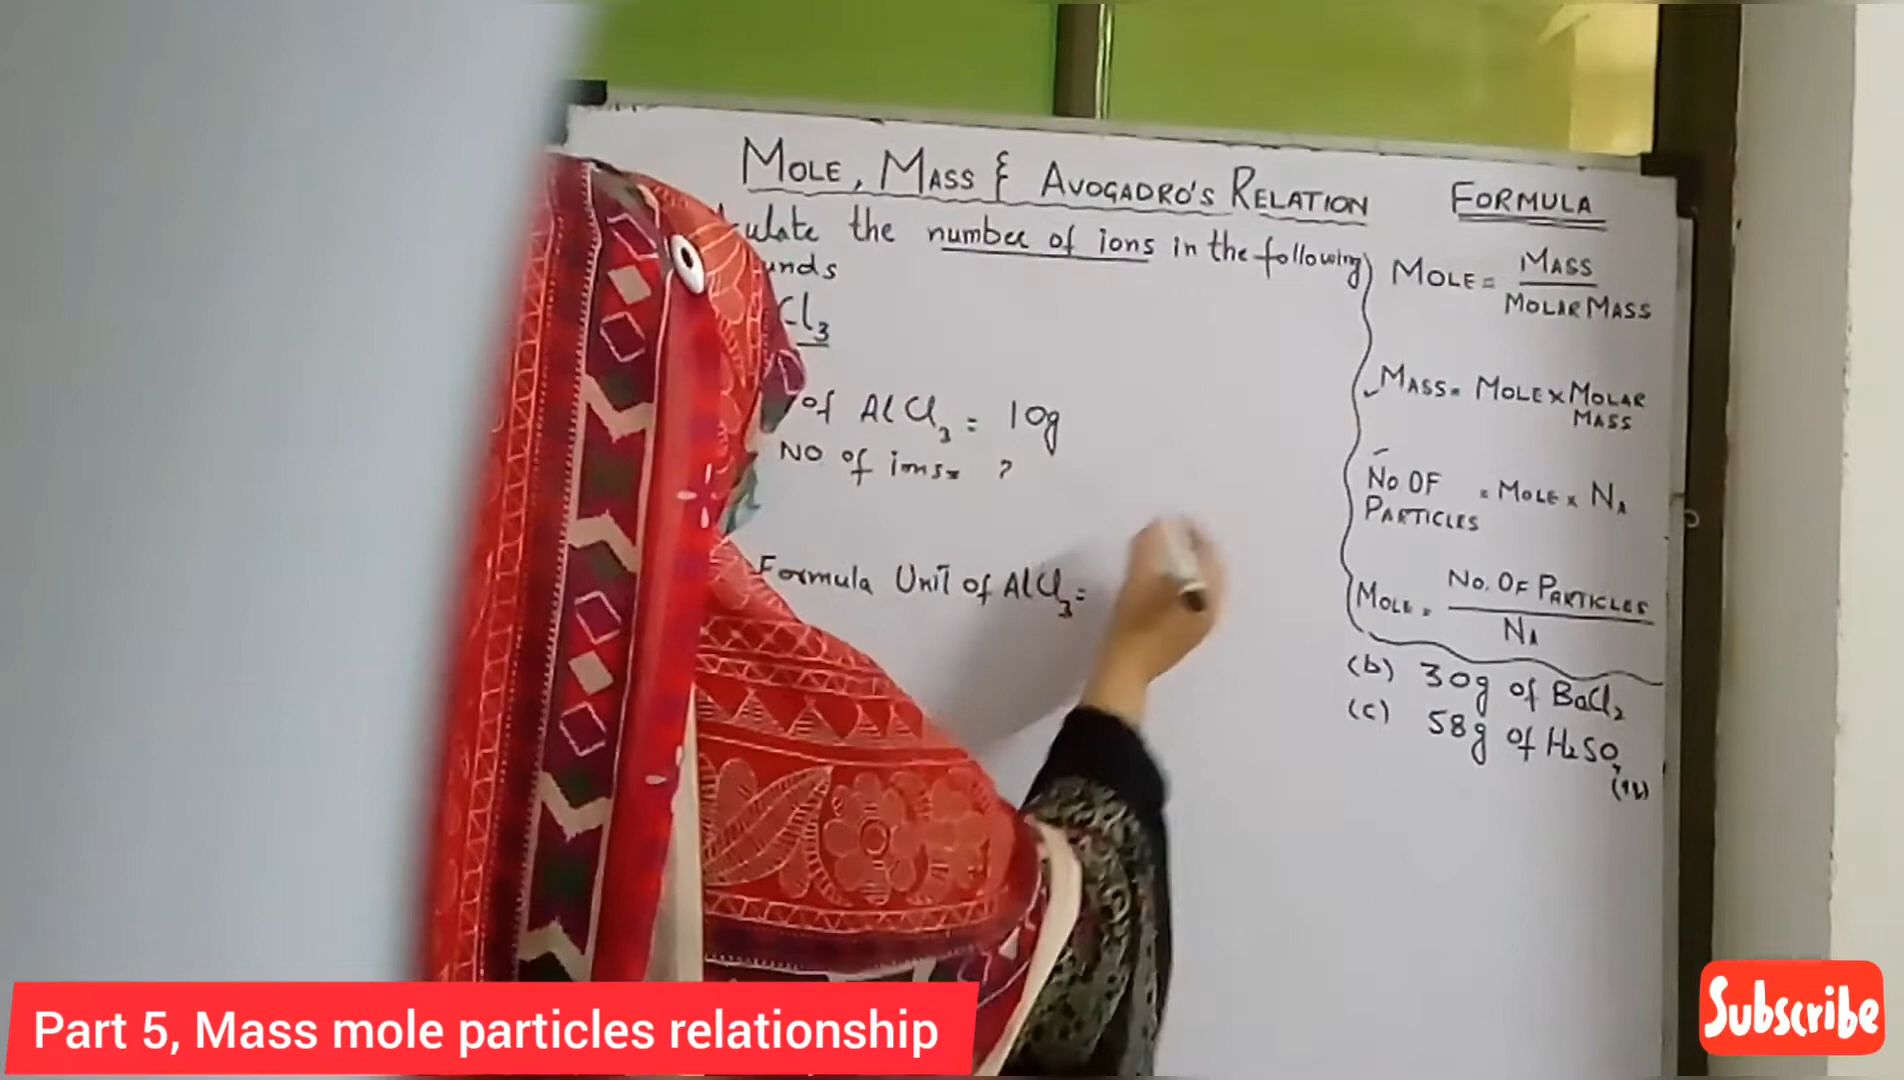 MOLE, MASS & AVOGADRO'S RELATION
culate the number of ions in the following
unds
Cl₃
of AlCl₃ = 10g
NO of ions = ?
Formula Unit of AlCl₃ =
FORMULA
MOLE = MASS / MOLAR MASS
MASS = MOLE × MOLAR
MASS
NO OF PARTICLES = MOLE × NA
MOLE = NO. OF PARTICLES / NA
(b) 30g of BaCl₂
(c) 58g of H₂SO₄
Part 5, Mass mole particles relationship
Subscribe